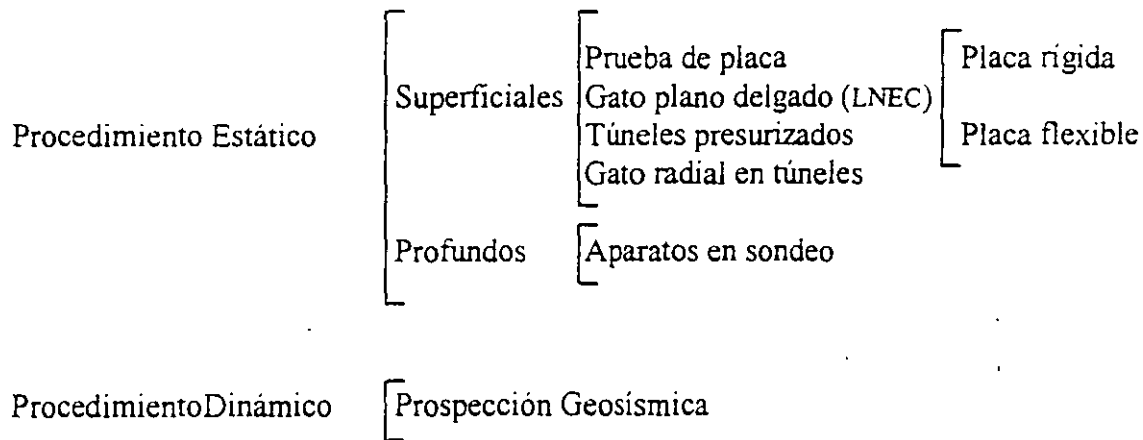 Procedimiento Estático
Superficiales
Prueba de placa
Gato plano delgado (LNEC)
Túneles presurizados
Gato radial en túneles
Placa rígida
Placa flexible
Profundos
Aparatos en sondeo
ProcedimientoDinámico
Prospección Geosísmica